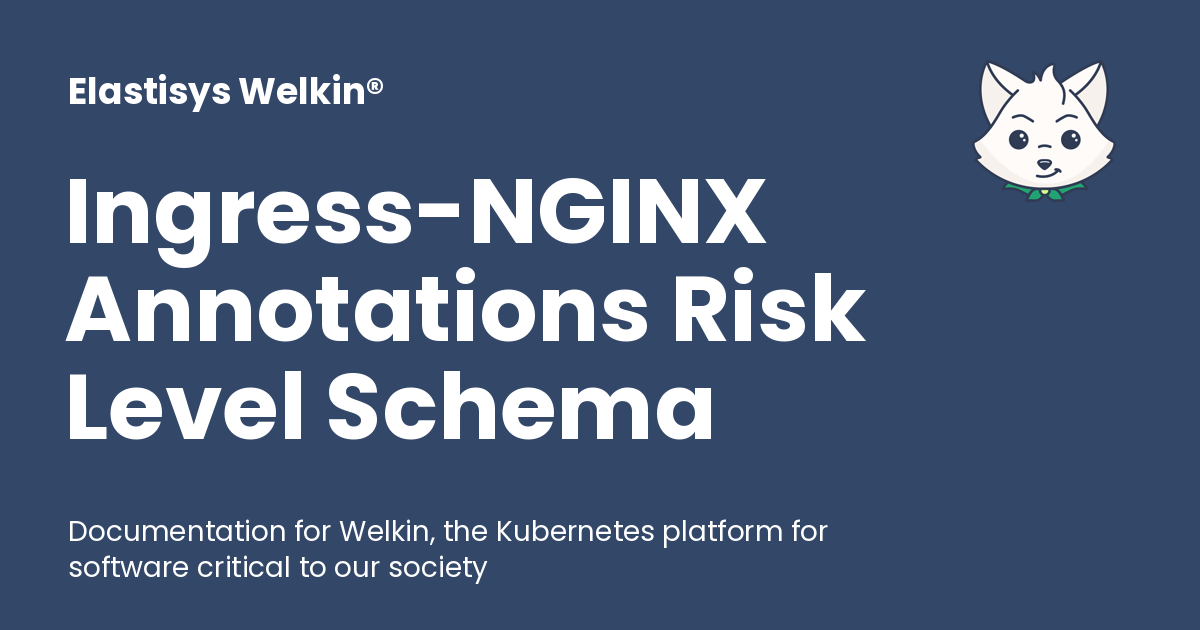 Elastisys Welkin®
Ingress-NGINX
Annotations Risk
Level Schema
Documentation for Welkin, the Kubernetes platform for
software critical to our society